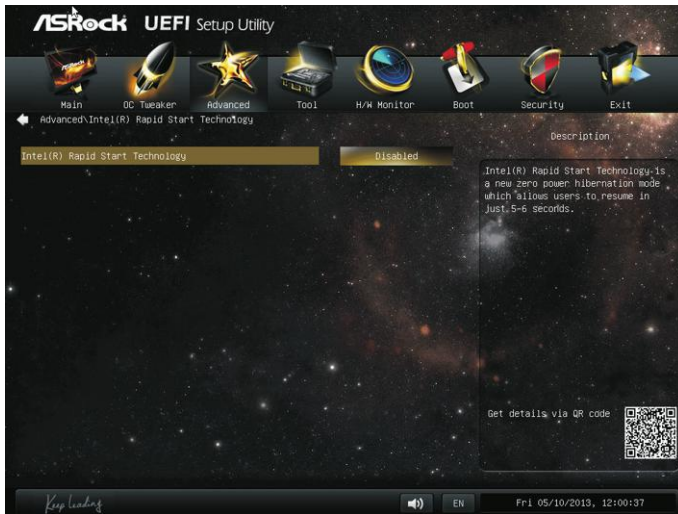 ASRock UEFI Setup Utility
Main OC Tweaker Advanced Tool H/W Monitor Boot Security Exit
Advanced\Intel(R) Rapid Start Technology
Description
Intel(R) Rapid Start Technology Disabled
Intel(R) Rapid Start Technology is
a new zero power hibernation mode
which allows users to resume in
just 5-6 seconds.
Get details via QR code
Keep Leading
EN Fri 05/10/2013, 12:00:37